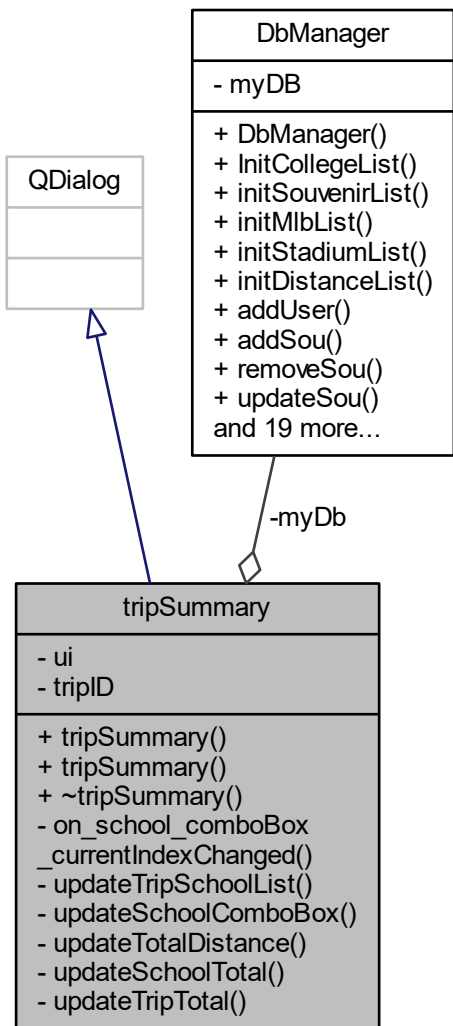 DbManager
- myDB
+ DbManager()
+ InitCollegeList()
+ initSouvenirList()
+ initMlbList()
+ initStadiumList()
+ initDistanceList()
+ addUser()
+ addSou()
+ removeSou()
+ updateSou()
and 19 more...
QDialog
-myDb
tripSummary
- ui
- tripID
+ tripSummary()
+ tripSummary()
+ ~tripSummary()
- on_school_comboBox
_currentIndexChanged()
- updateTripSchoolList()
- updateSchoolComboBox()
- updateTotalDistance()
- updateSchoolTotal()
- updateTripTotal()